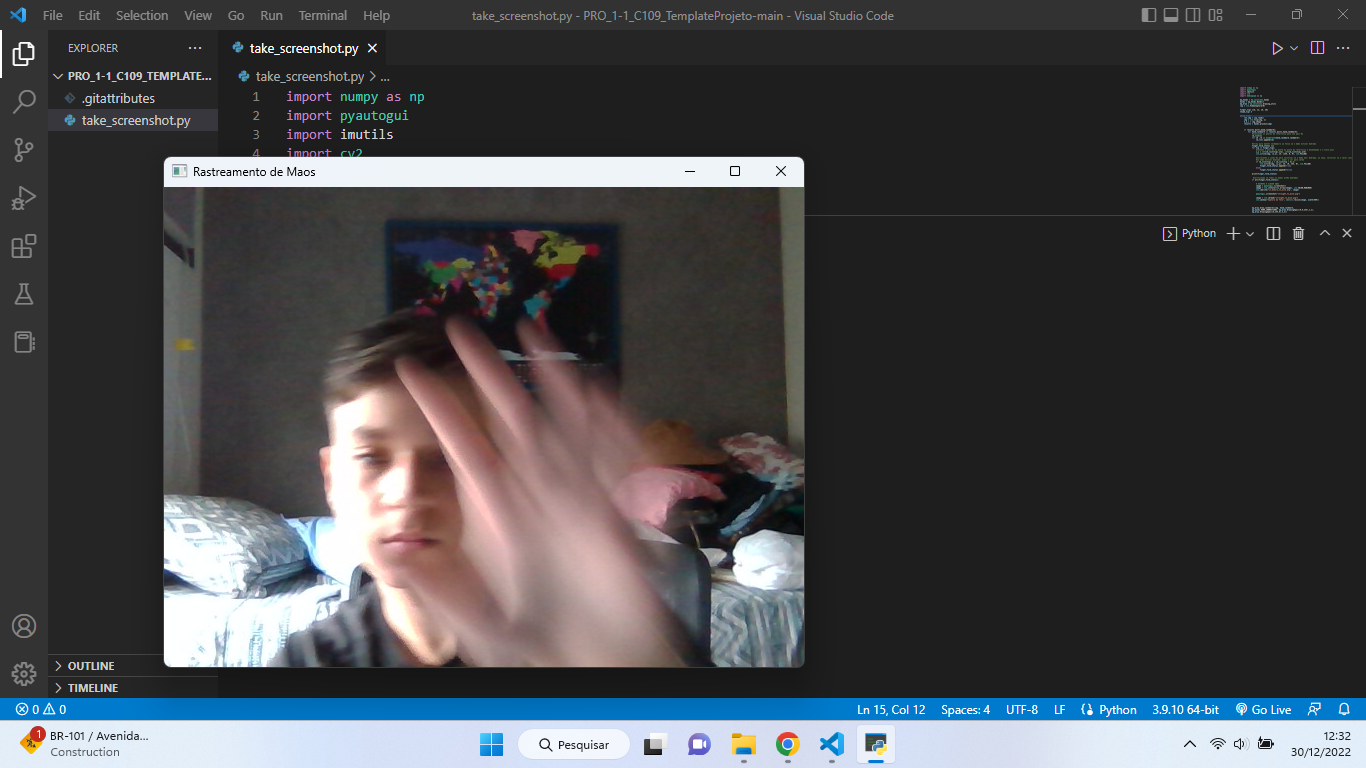 File Edit Selection View Go Run Terminal Help
take_screenshot.py - PRO_1-1_C109_TemplateProjeto-main - Visual Studio Code
EXPLORER
PRO_1-1_C109_TEMPLATE...
.gitattributes
take_screenshot.py
OUTLINE
TIMELINE
take_screenshot.py
take_screenshot.py > ...
1 import numpy as np
2 import pyautogui
3 import imutils
4 import cv2
Rastreamento de Maos
Python
0 0
Ln 15, Col 12 Spaces: 4 UTF-8 LF Python 3.9.10 64-bit Go Live
1
BR-101 / Avenida...
Construction
Pesquisar
12:32
30/12/2022